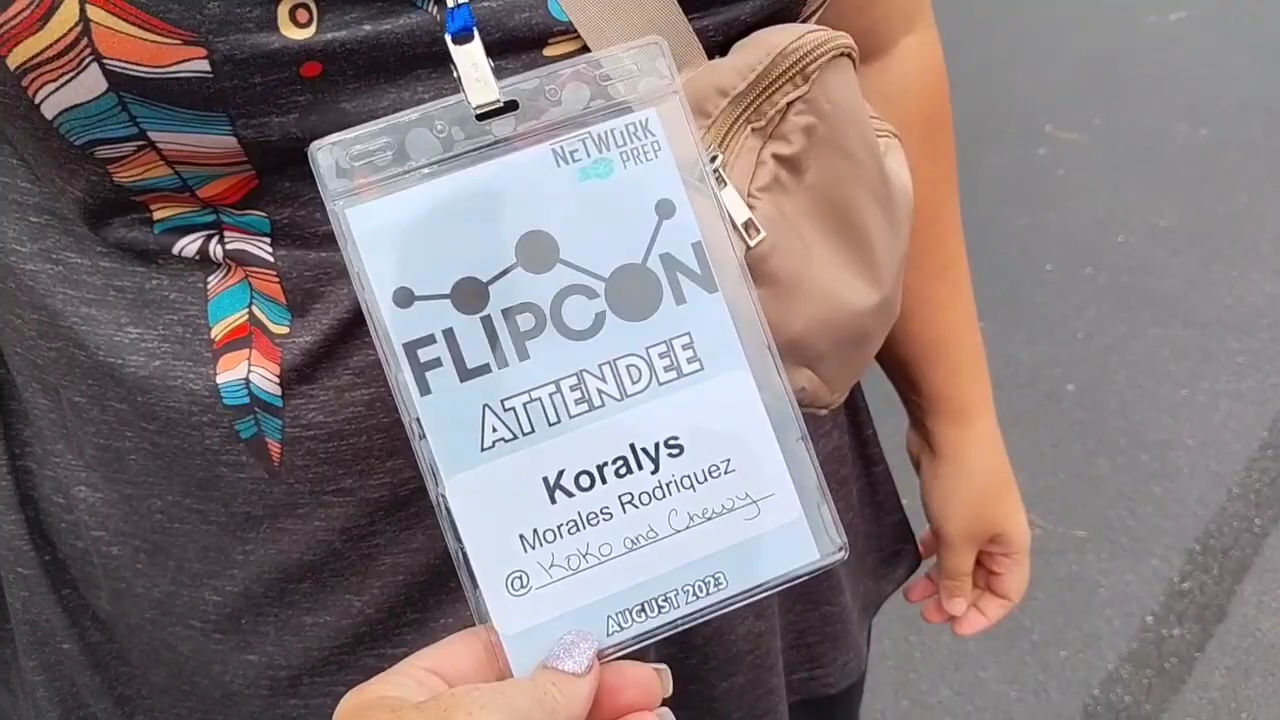 NETWORK
PREP
FLIPCON
ATTENDEE
Koralys
Morales Rodriquez
@ KoKo and Chewy
AUGUST 2023